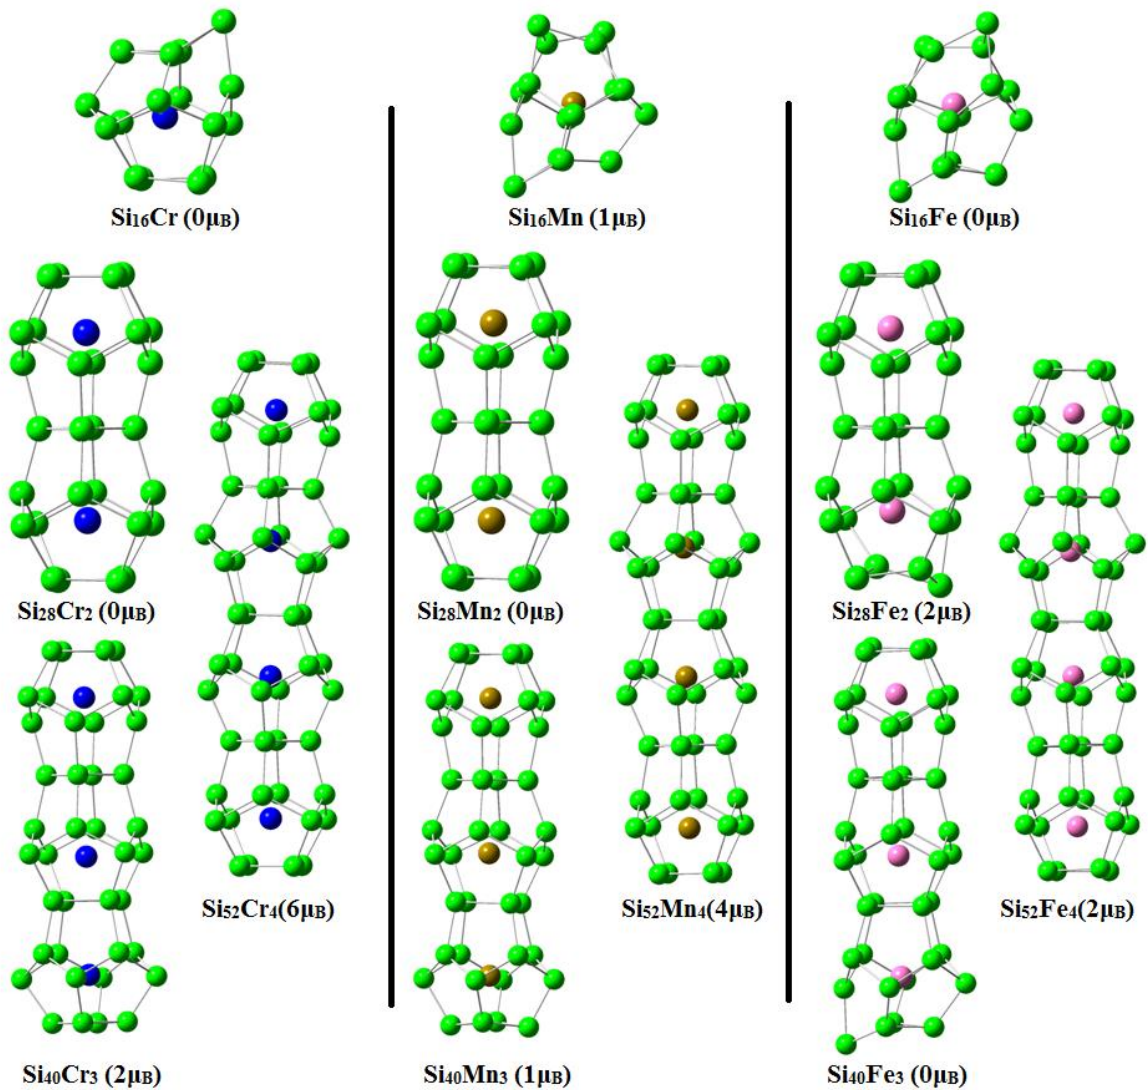 Si₁₆Cr (0μB)
Si₁₆Mn (1μB)
Si₁₆Fe (0μB)
Si₂₈Cr₂ (0μB)
Si₂₈Mn₂ (0μB)
Si₂₈Fe₂ (2μB)
Si₅₂Cr₄(6μB)
Si₅₂Mn₄(4μB)
Si₅₂Fe₄(2μB)
Si₄₀Cr₃ (2μB)
Si₄₀Mn₃ (1μB)
Si₄₀Fe₃ (0μB)